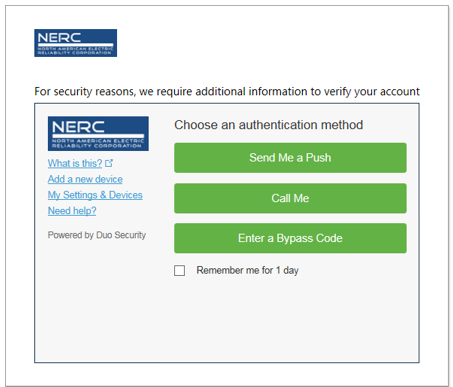 NERC
NORTH AMERICAN ELECTRIC
RELIABILITY CORPORATION
For security reasons, we require additional information to verify your account
NERC
NORTH AMERICAN ELECTRIC
RELIABILITY CORPORATION
What is this?
Add a new device
My Settings & Devices
Need help?
Powered by Duo Security
Choose an authentication method
Send Me a Push
Call Me
Enter a Bypass Code
Remember me for 1 day